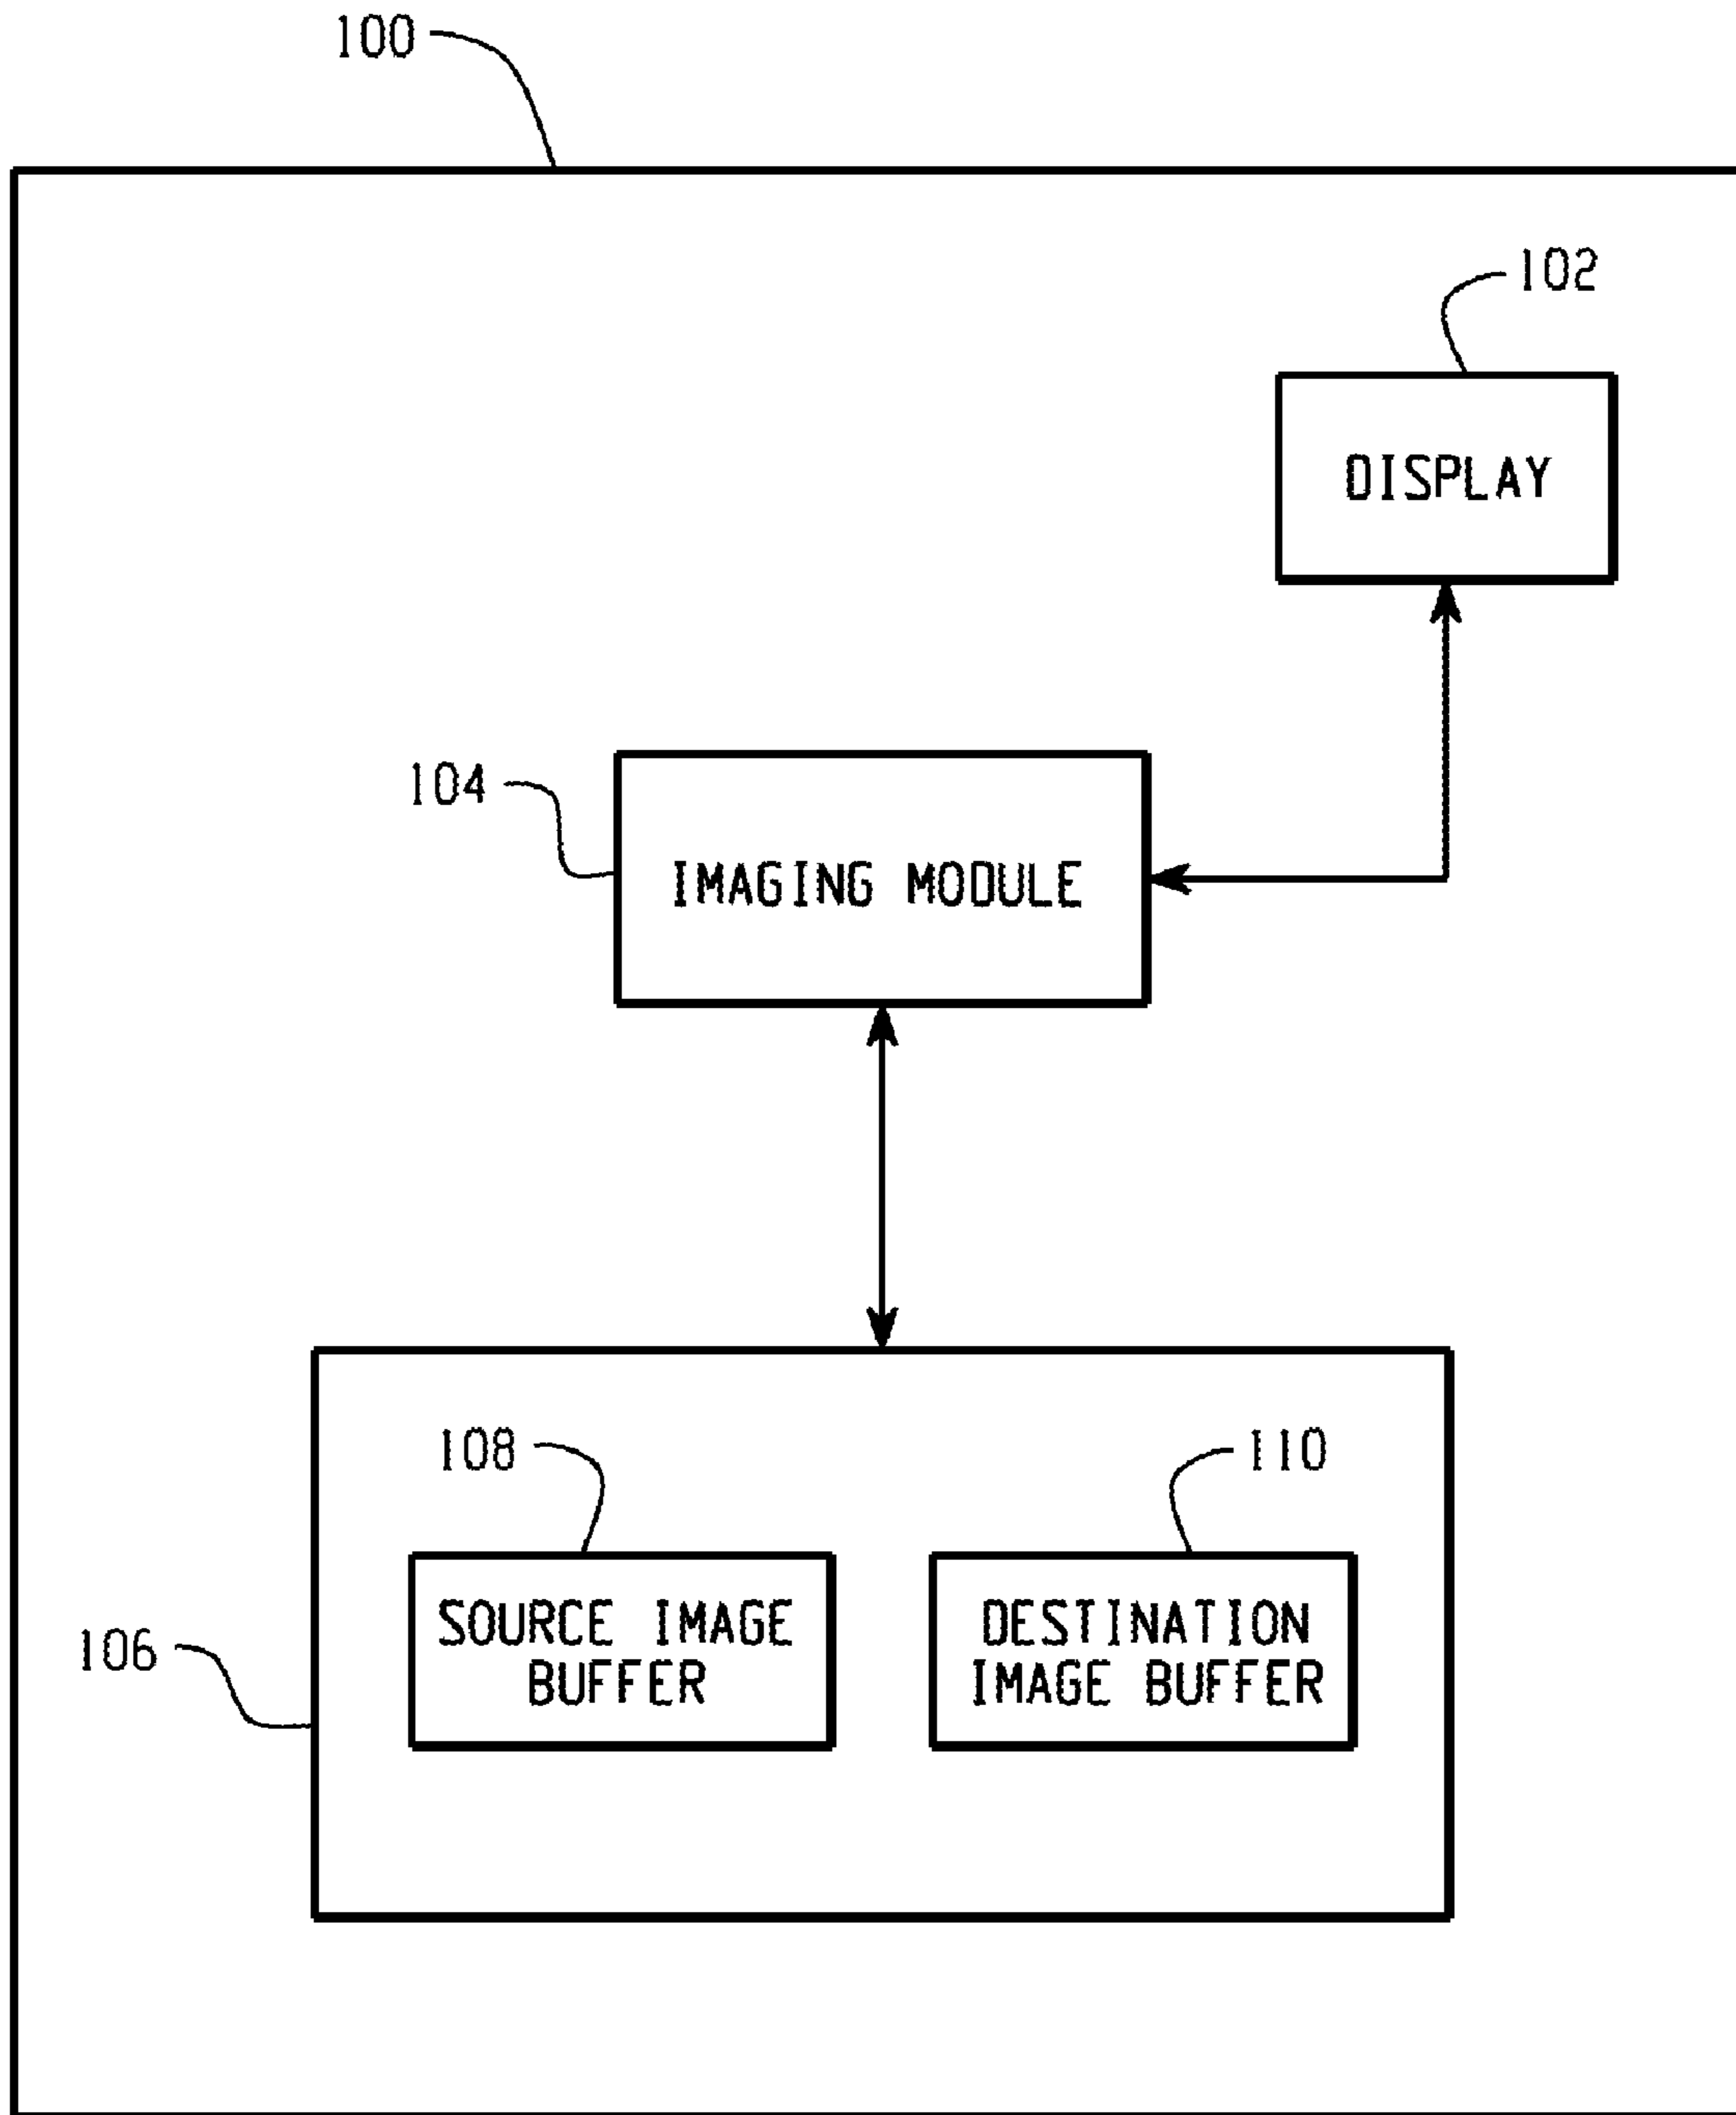 100
102
DISPLAY
104
IMAGING MODULE
108
110
SOURCE IMAGE
BUFFER
DESTINATION
IMAGE BUFFER
106